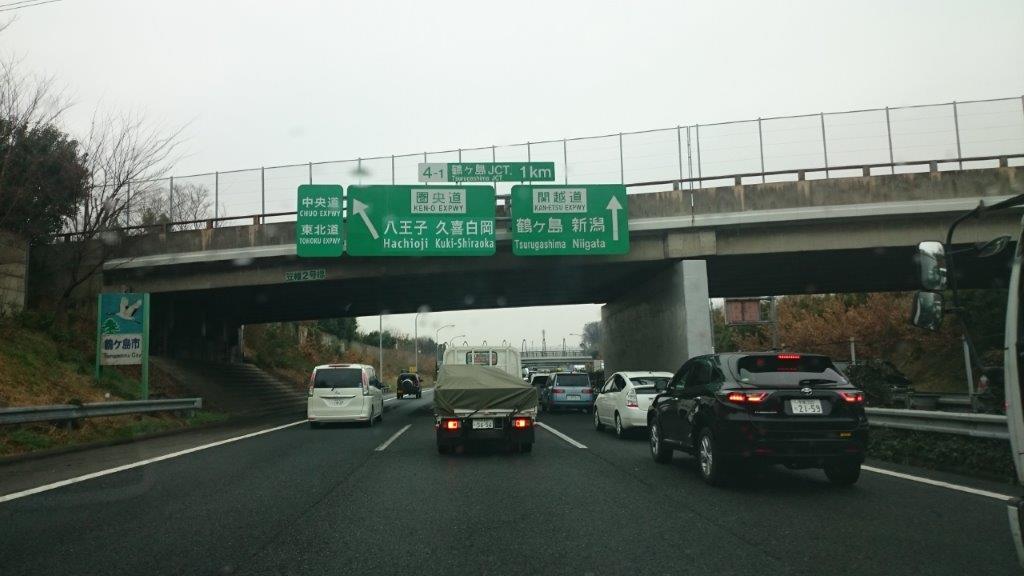 4-1 鶴ヶ島JCT. 1km
Tsurugashima JCT
中央道
CHUO EXPWY
東北道
TOHOKU EXPWY
圏央道
KEN-O EXPWY
八王子 久喜白岡
Hachioji Kuki-Shiraoka
関越道
KAN-ETSU EXPWY
鶴ヶ島 新潟
Tsurugashima Niigata
鶴ヶ島市
Tsurugashima City
21-59